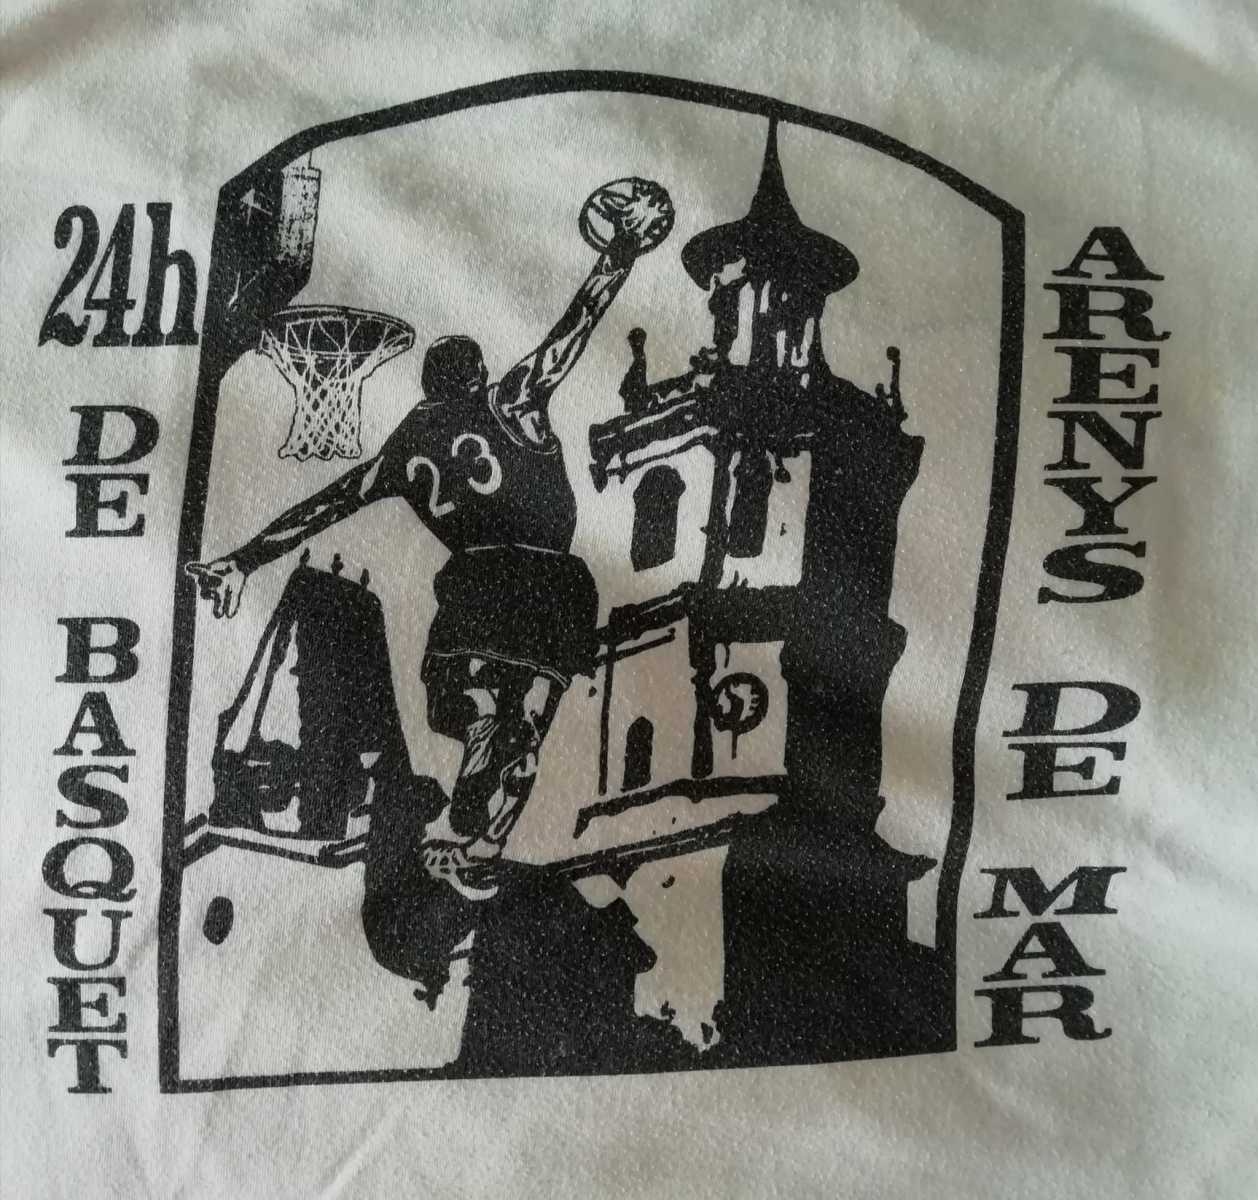 24h
DE
BASQUET
23
ARENYS
DE
MAR